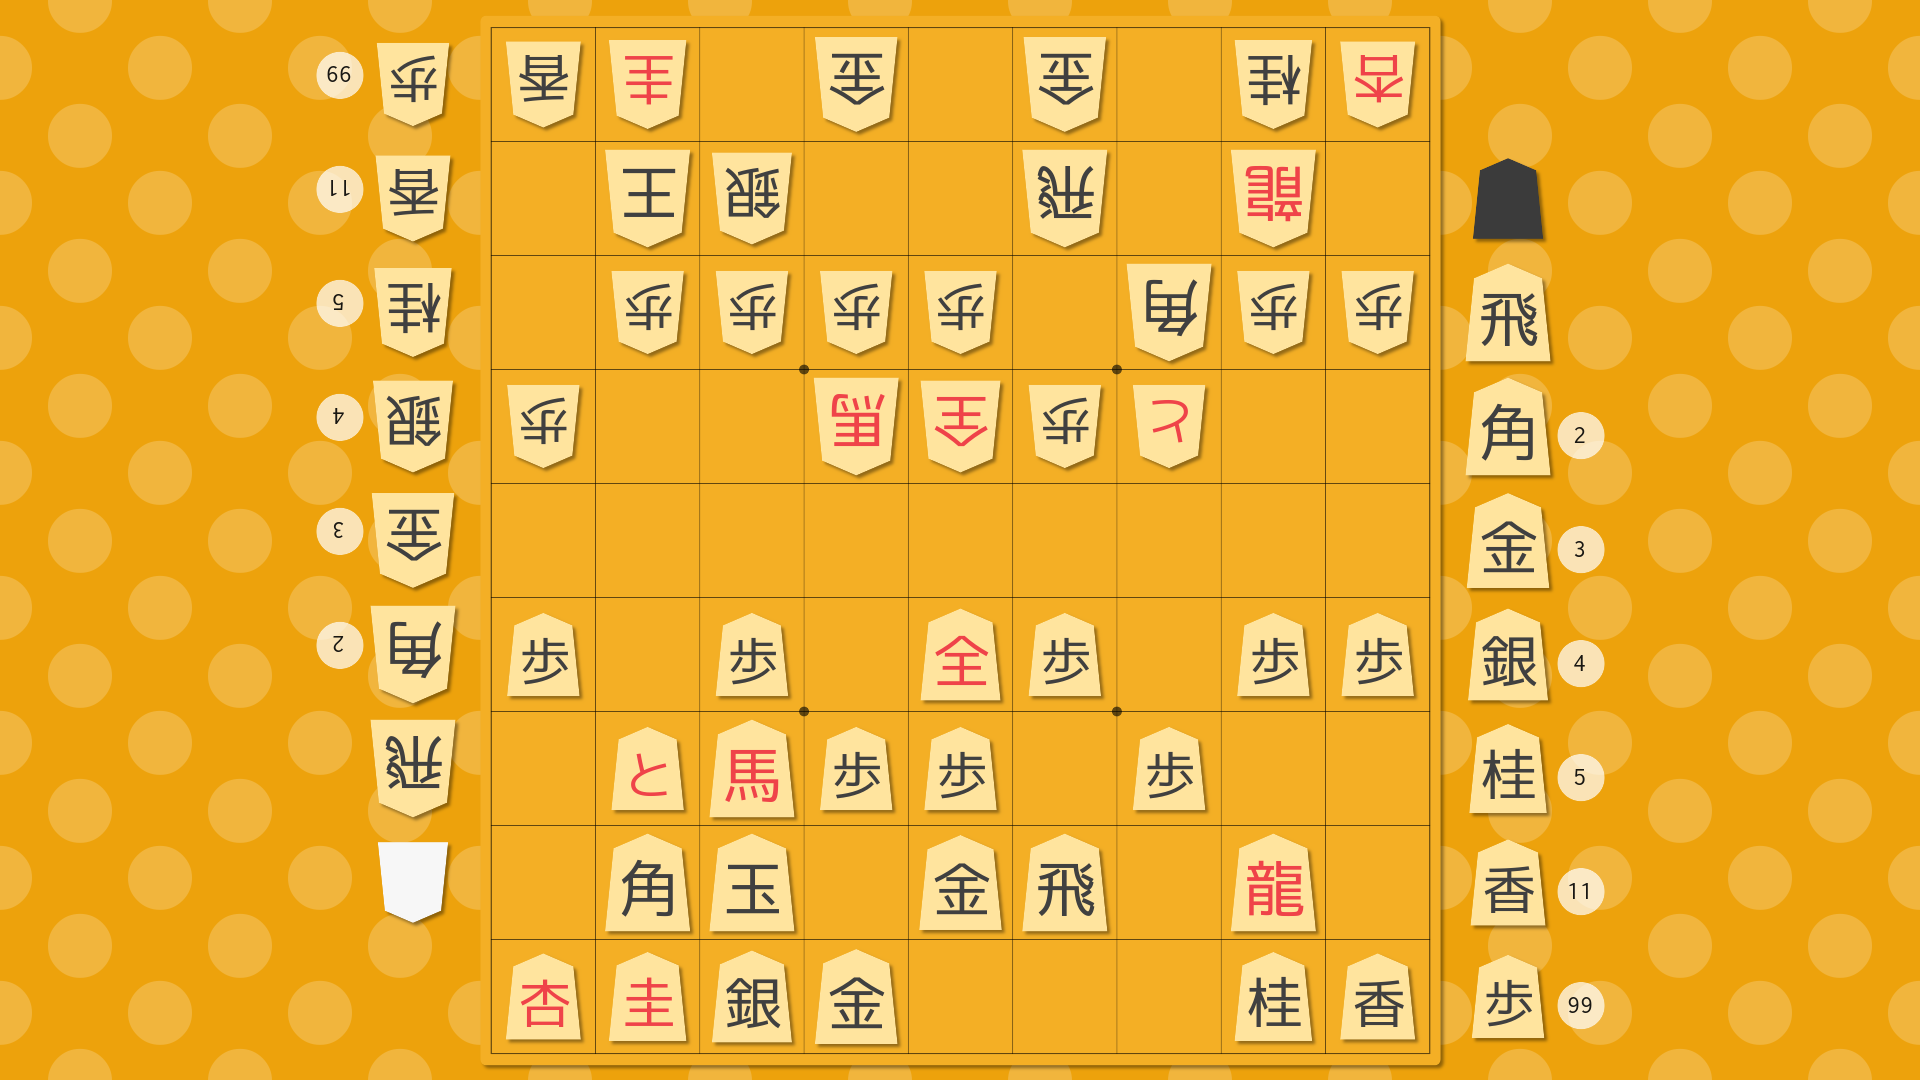 99 歩 香 圭 金 金 桂 杏
11 香 王 銀 飛 龍
5 桂 歩 歩 歩 歩 角 歩 歩 飛
4 銀 歩 馬 全 歩 と 角 2
3 金 金 3
2 角 歩 歩 全 歩 歩 歩 銀 4
飛 と 馬 歩 歩 歩 桂 5
角 玉 金 飛 龍 香 11
杏 圭 銀 金 桂 香 歩 99